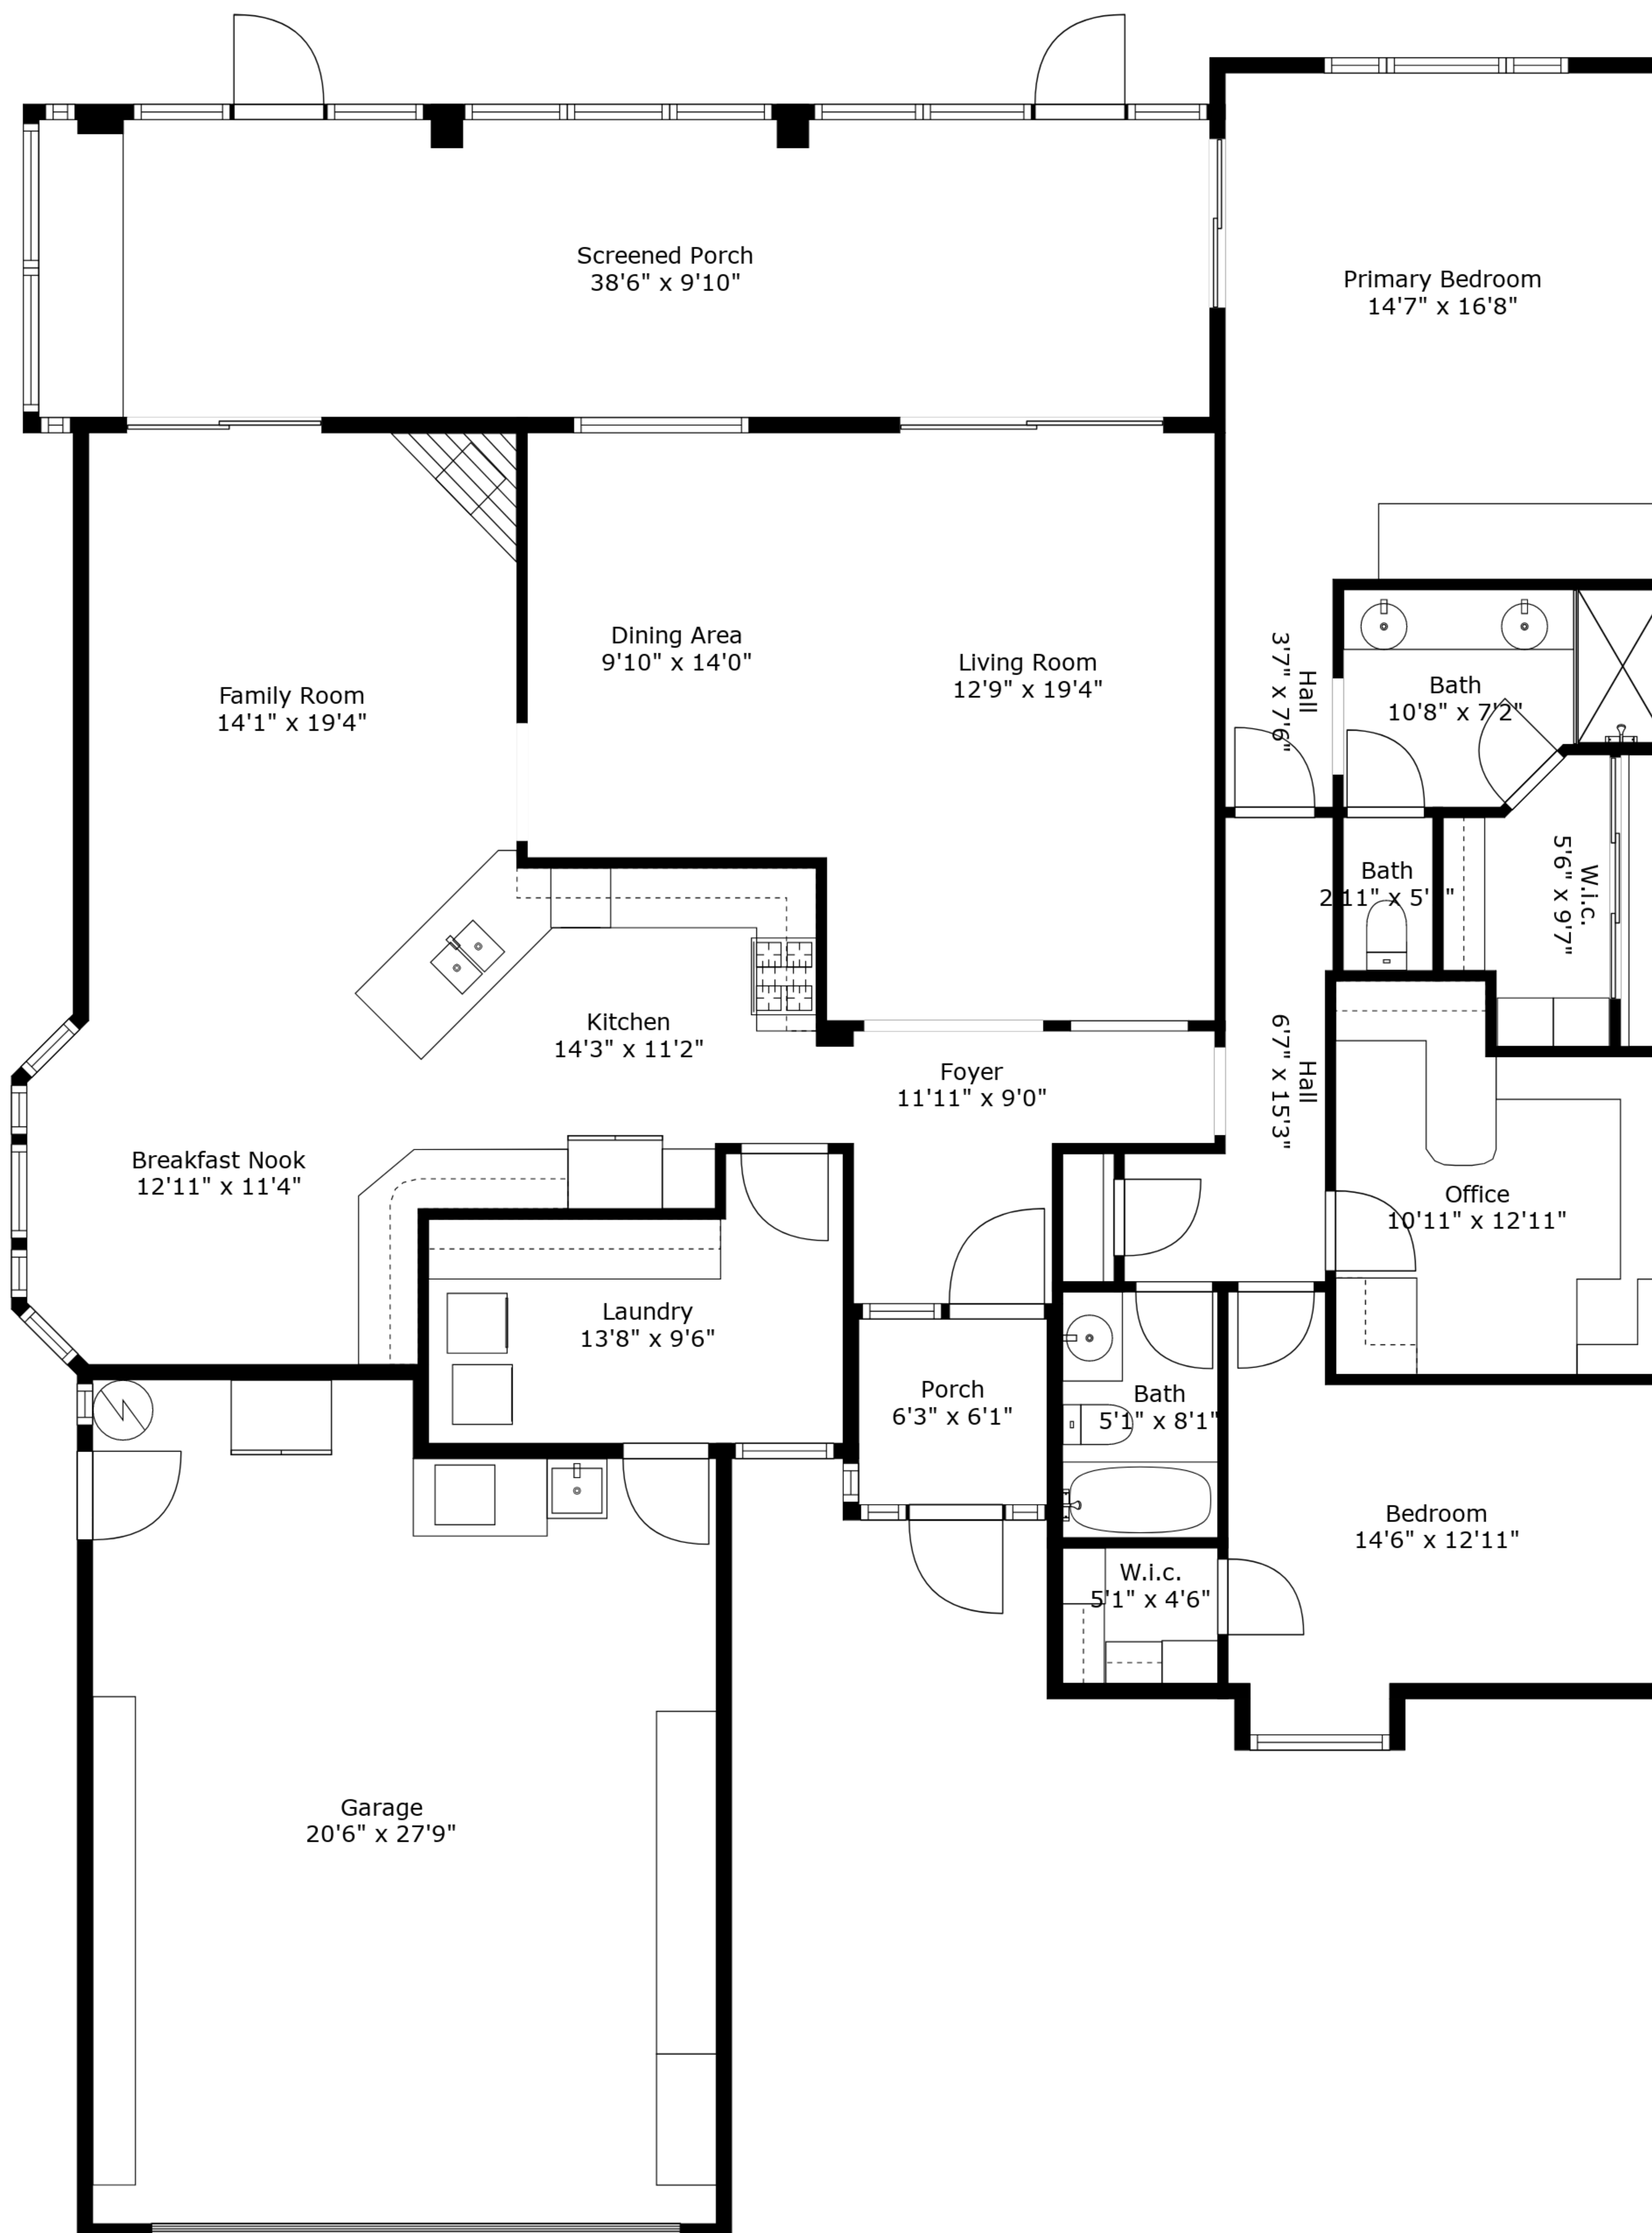 Screened Porch
38'6" x 9'10"
Primary Bedroom
14'7" x 16'8"
Dining Area
9'10" x 14'0"
Living Room
12'9" x 19'4"
Family Room
14'1" x 19'4"
Hall
3'7" x 7'6"
Bath
10'8" x 7'2"
Bath
2'11" x 5'
W.i.c.
5'6" x 9'7"
Kitchen
14'3" x 11'2"
Foyer
11'11" x 9'0"
Hall
6'7" x 15'3"
Breakfast Nook
12'11" x 11'4"
Office
10'11" x 12'11"
Laundry
13'8" x 9'6"
Porch
6'3" x 6'1"
Bath
5'1" x 8'1"
Bedroom
14'6" x 12'11"
W.i.c.
5'1" x 4'6"
Garage
20'6" x 27'9"